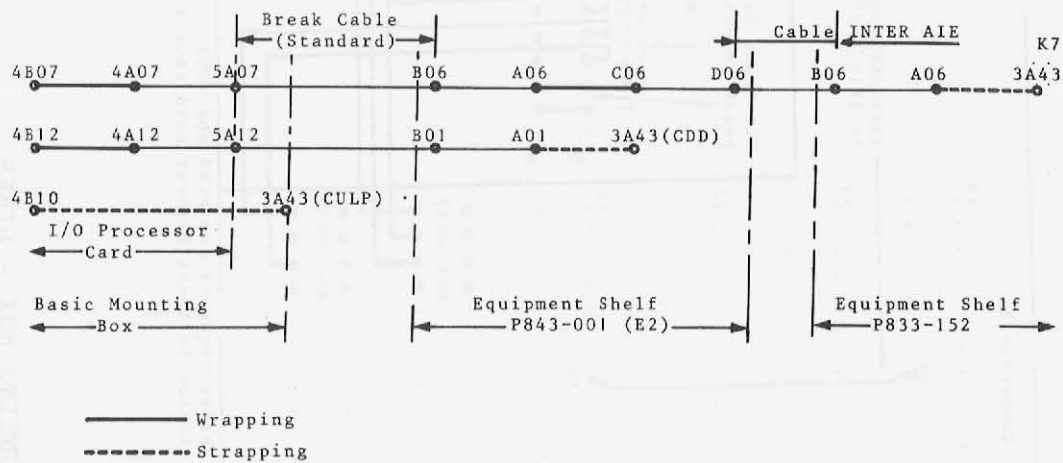 Break Cable
(Standard)
Cable INTER AIE
K7
4B07 4A07 5A07 B06 A06 C06 D06 B06 A06 3A43
4B12 4A12 5A12 B01 A01 3A43(CDD)
4B10 3A43(CULP)
I/O Processor
Card
Basic Mounting
Box
Equipment Shelf
P843-001 (E2)
Equipment Shelf
P833-152
Wrapping
Strapping